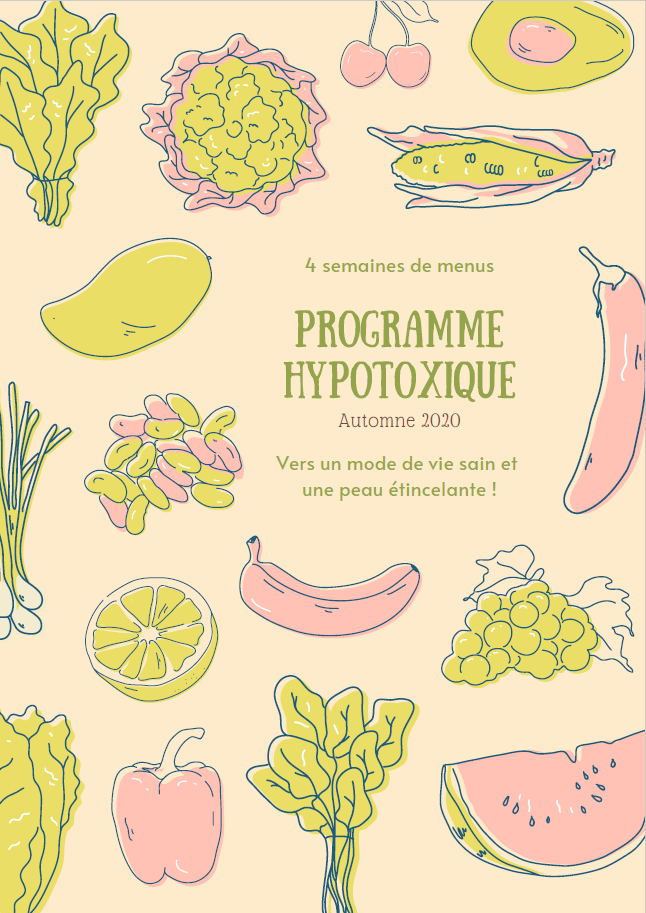 4 semaines de menus
PROGRAMME
HYPOTOXIQUE
Automne 2020
Vers un mode de vie sain et
une peau étincelante !